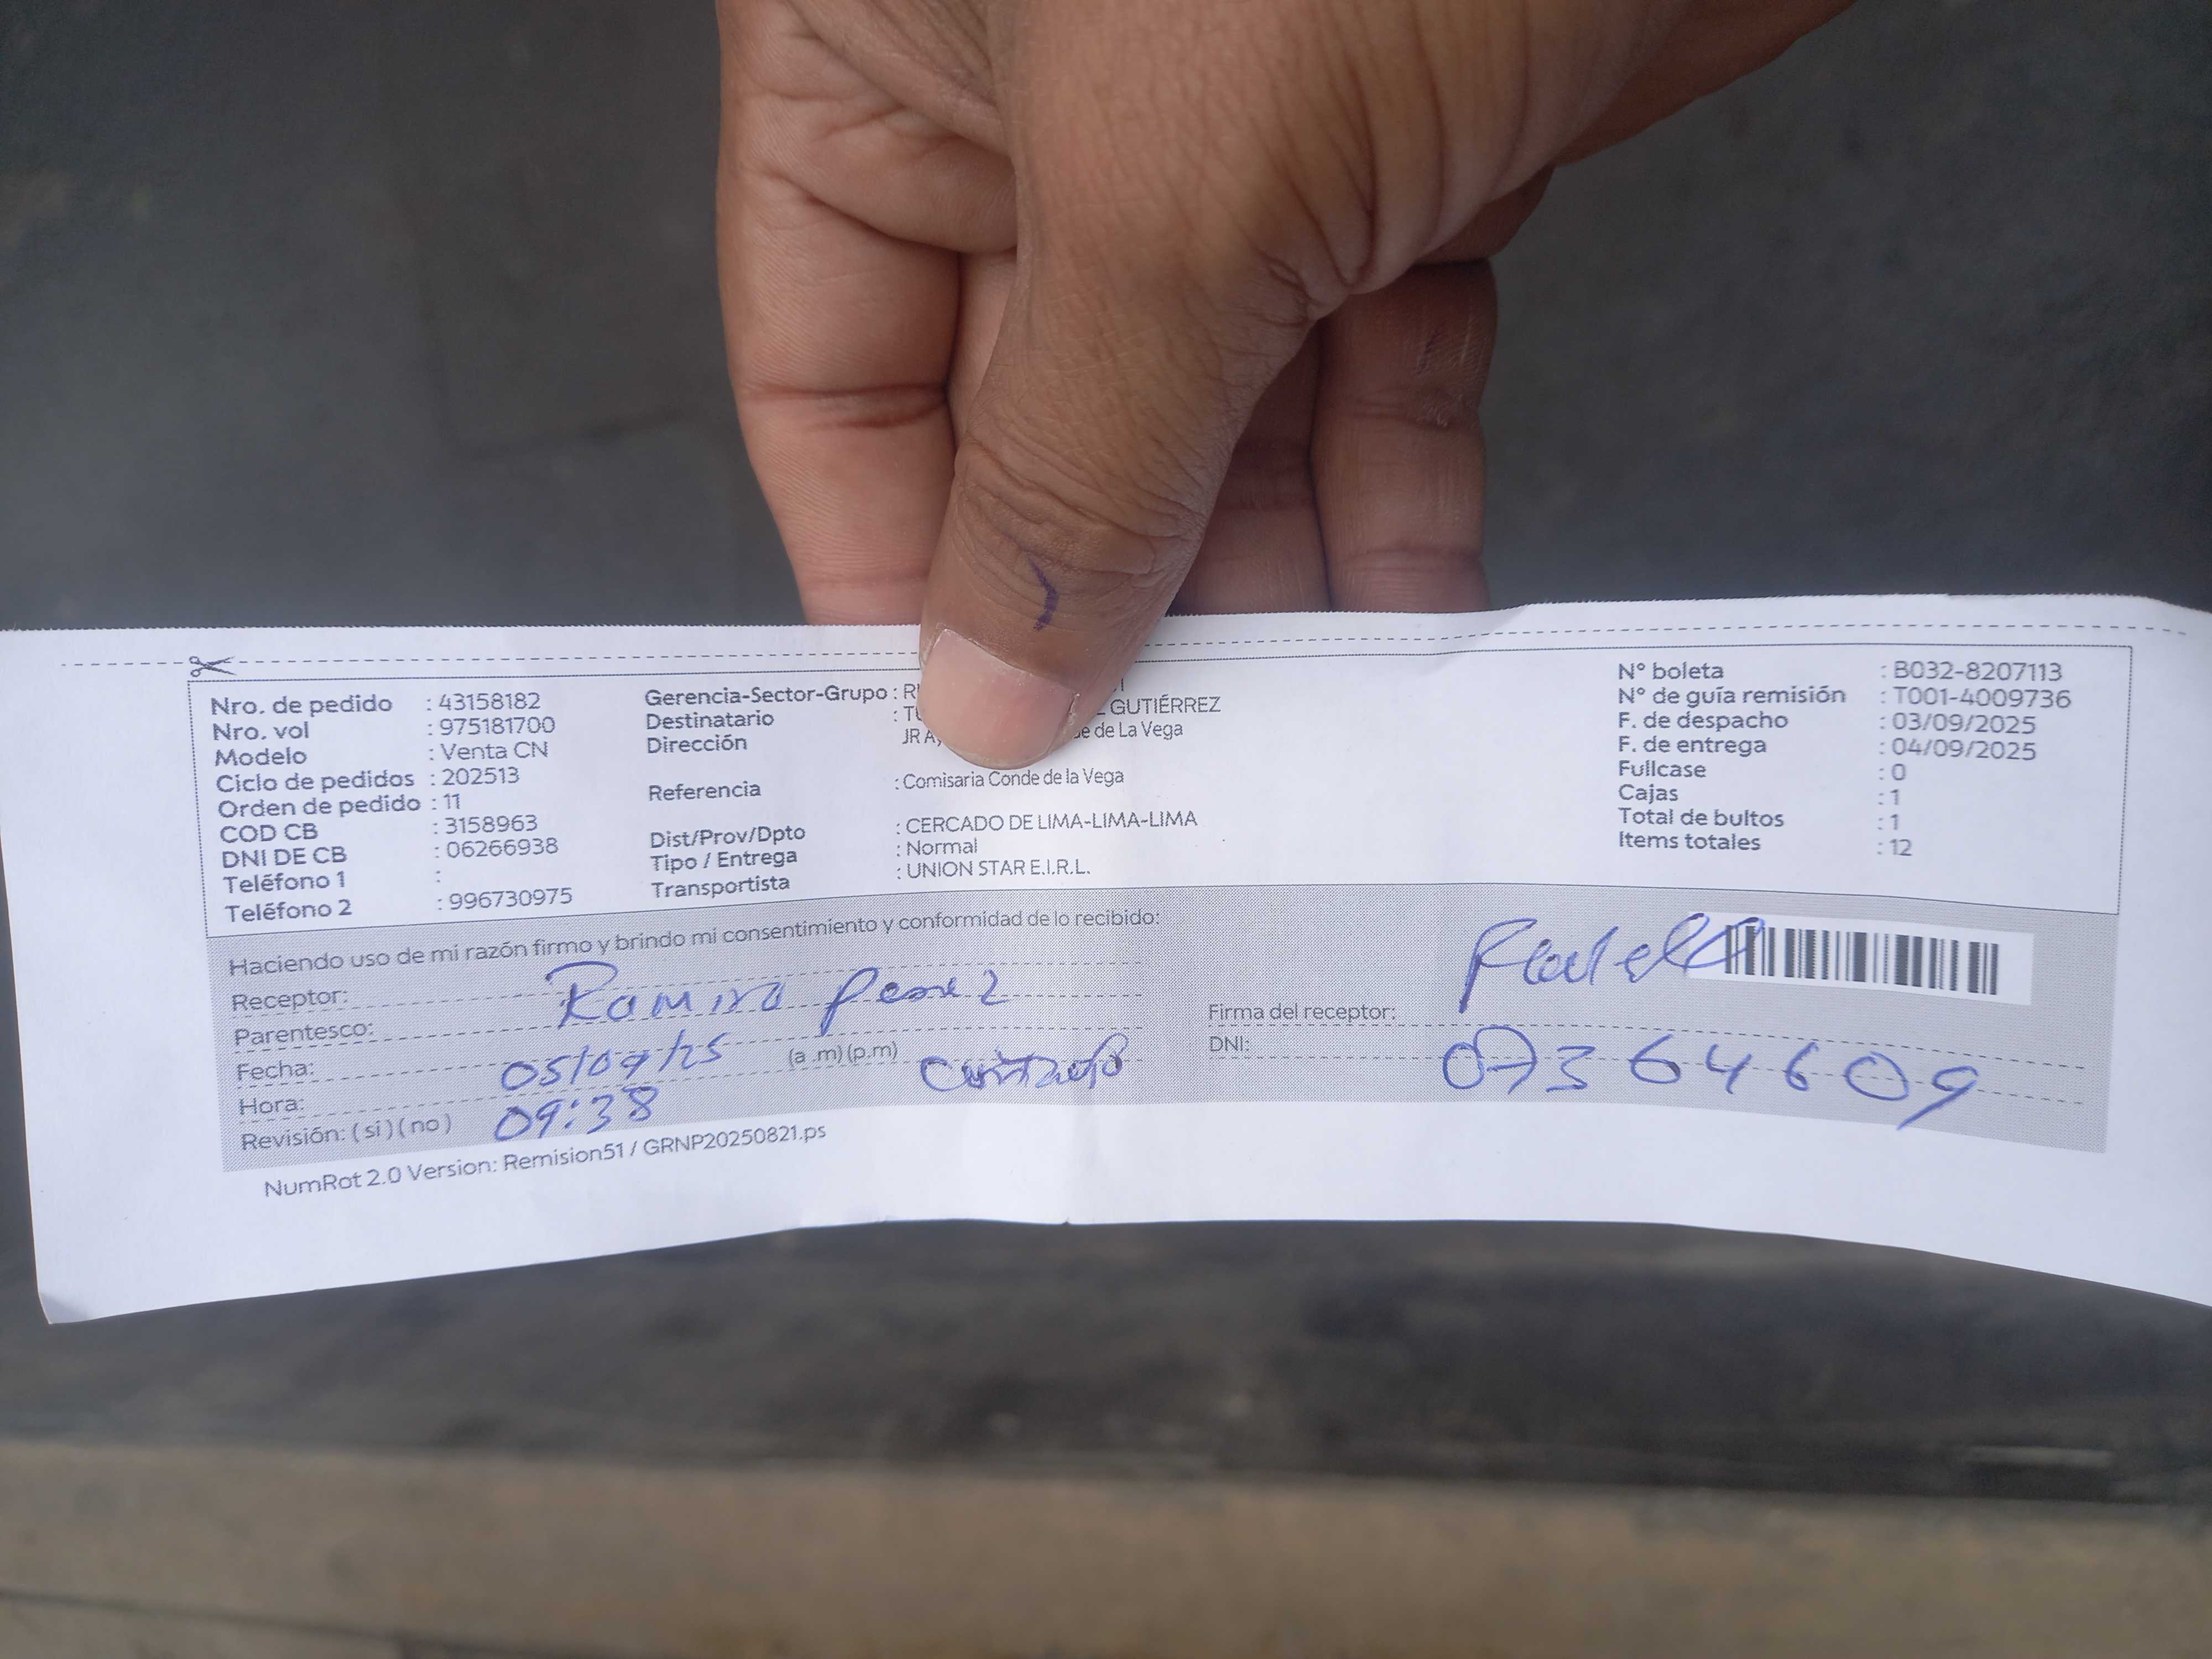 Nro. de pedido : 43158182
Nro. vol : 975181700
Modelo : Venta CN
Ciclo de pedidos : 202513
Orden de pedido : 11
COD CB : 3158963
DNI DE CB : 06266938
Teléfono 1 :
Teléfono 2 : 996730975
Gerencia-Sector-Grupo :
Destinatario : GUTIÉRREZ
Dirección JR de La Vega
Referencia : Comisaria Conde de la Vega
Dist/Prov/Dpto : CERCADO DE LIMA-LIMA-LIMA
Tipo / Entrega : Normal
Transportista : UNION STAR E.I.R.L.
N° boleta : B032-8207113
N° de guía remisión : T001-4009736
F. de despacho : 03/09/2025
F. de entrega : 04/09/2025
Fullcase : 0
Cajas : 1
Total de bultos : 1
Items totales : 12
Haciendo uso de mi razón firmo y brindo mi consentimiento y conformidad de lo recibido:
Receptor: Ramiro
Parentesco:
Fecha: 05/09/25 (a .m) (p.m)
Hora: 09:38
Revisión: ( si ) ( no )
Firma del receptor:
DNI: 07364609
NumRot 2.0 Version: Remision51 / GRNP20250821.ps